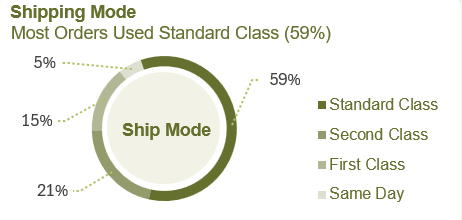 Shipping Mode
Most Orders Used Standard Class (59%)
5%
59%
15%
21%
Ship Mode
Standard Class
Second Class
First Class
Same Day